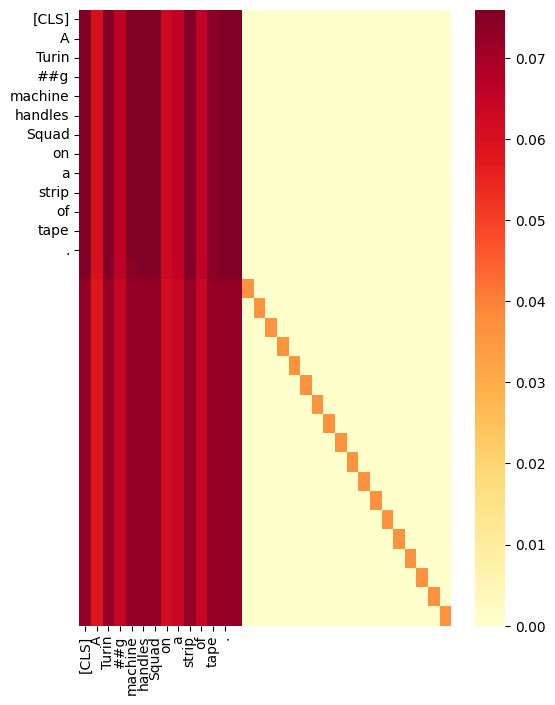 [CLS]
A
Turin
##g
machine
handles
Squad
on
a
strip
of
tape
.
0.07
0.06
0.05
0.04
0.03
0.02
0.01
0.00
[CLS]
A
Turin
##g
machine
handles
Squad
on
a
strip
of
tape
.